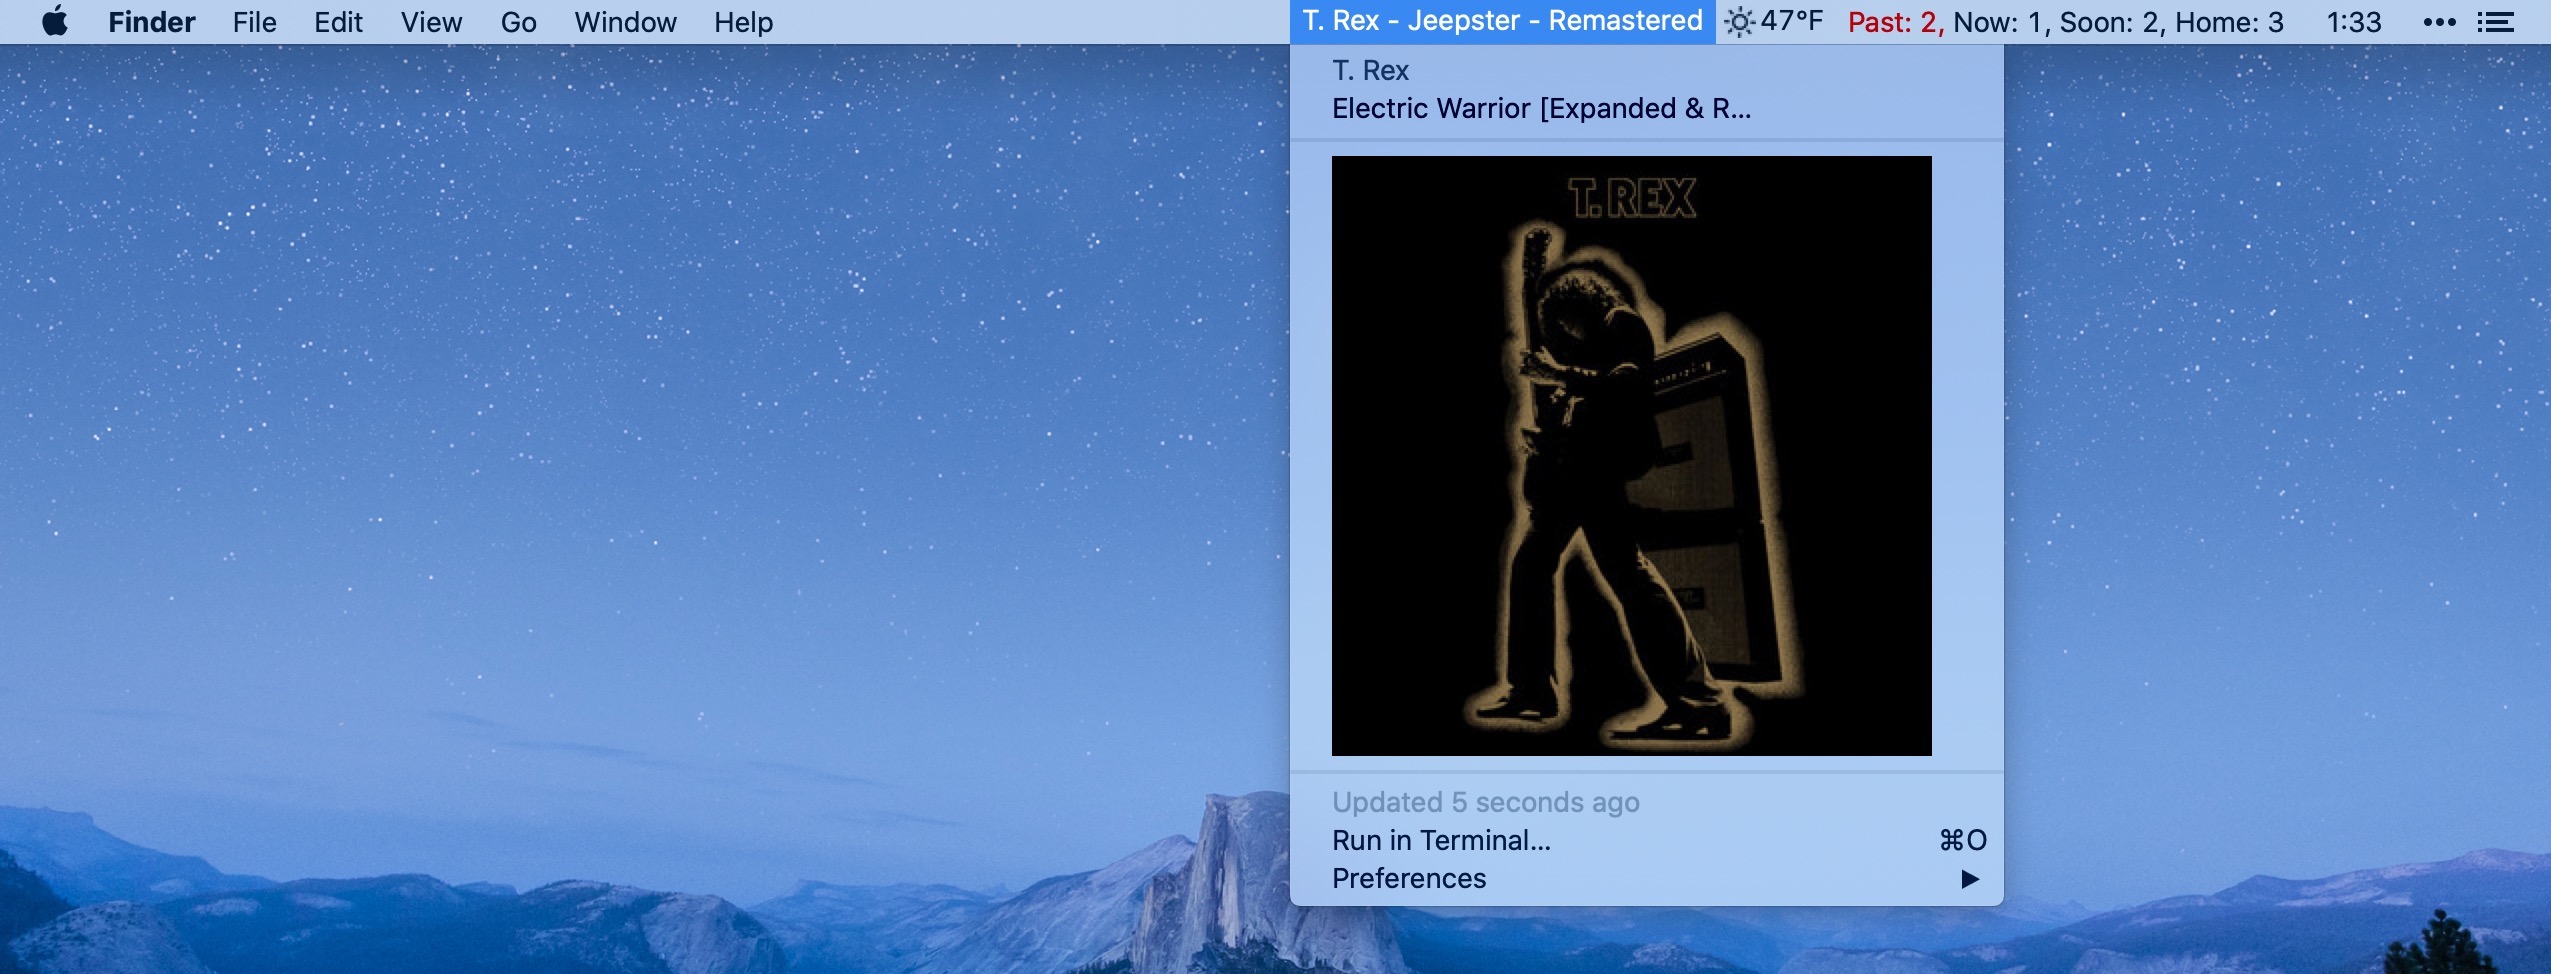 Finder File Edit View Go Window Help T. Rex - Jeepster - Remastered 47°F Past: 2, Now: 1, Soon: 2, Home: 3 1:33 •••
T. Rex
Electric Warrior [Expanded & R...
T.REX
Updated 5 seconds ago
Run in Terminal... ⌘O
Preferences ▶